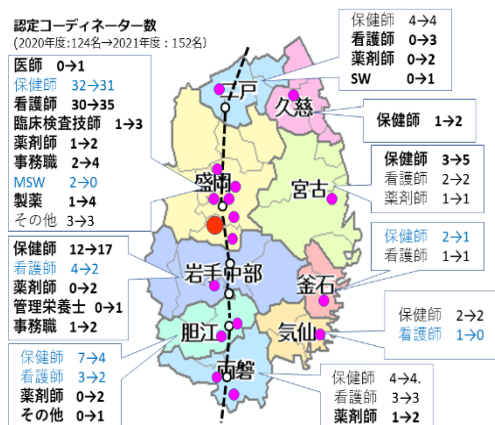 認定コーディネーター数
(2020年度:124名→2021年度:152名)
医師 0→1
保健師 32→31
看護師 30→35
臨床検査技師 1→3
薬剤師 1→2
事務職 2→4
MSW 2→0
製薬 1→4
その他 3→3
保健師 4→4
看護師 0→3
薬剤師 0→2
SW 0→1
二戸
久慈
保健師 1→2
盛岡
宮古
保健師 3→5
看護師 2→2
薬剤師 1→1
保健師 12→17
看護師 4→2
薬剤師 0→2
管理栄養士 0→1
事務職 1→2
岩手中部
釜石
保健師 2→1
看護師 1→1
胆江
気仙
保健師 2→2
看護師 1→0
保健師 7→4
看護師 3→2
薬剤師 0→2
その他 0→1
両磐
保健師 4→4.
看護師 3→3
薬剤師 1→2